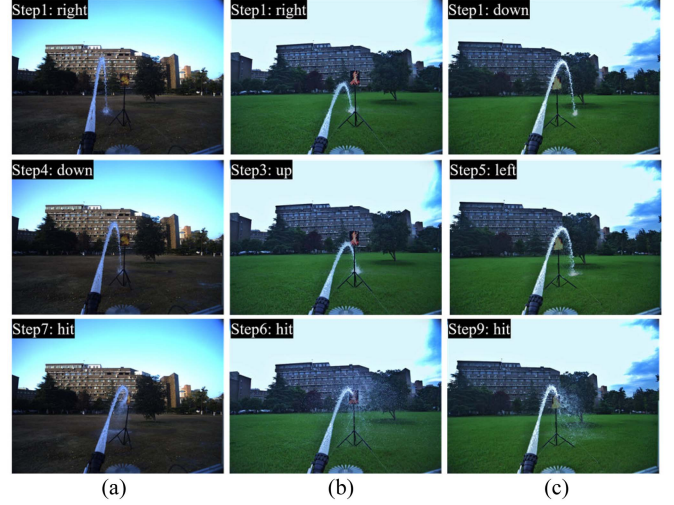 Step1: right
Step1: right
Step1: down
Step4: down
Step3: up
Step5: left
Step7: hit
Step6: hit
Step9: hit
(a)
(b)
(c)